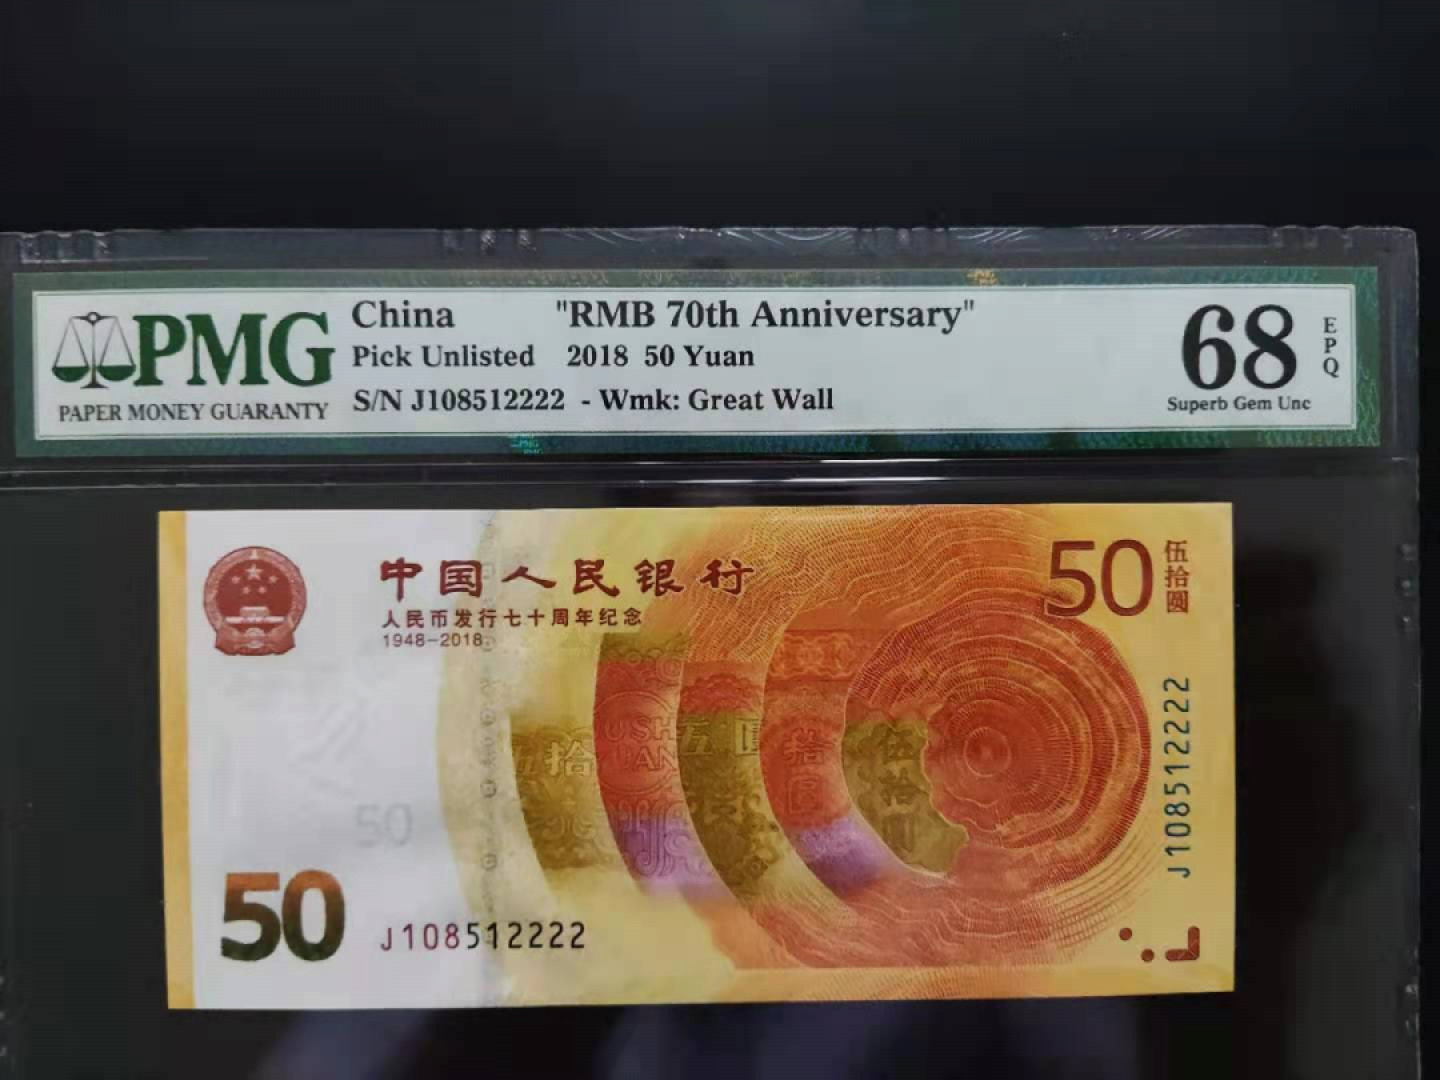 PMG
PAPER MONEY GUARANTY
China "RMB 70th Anniversary"
Pick Unlisted 2018 50 Yuan
S/N J108512222 - Wmk: Great Wall
68
EPQ
Superb Gem Unc
中国人民银行
人民币发行七十周年纪念
1948-2018
50
伍拾圆
伍拾
50
50
J108512222
J108512222